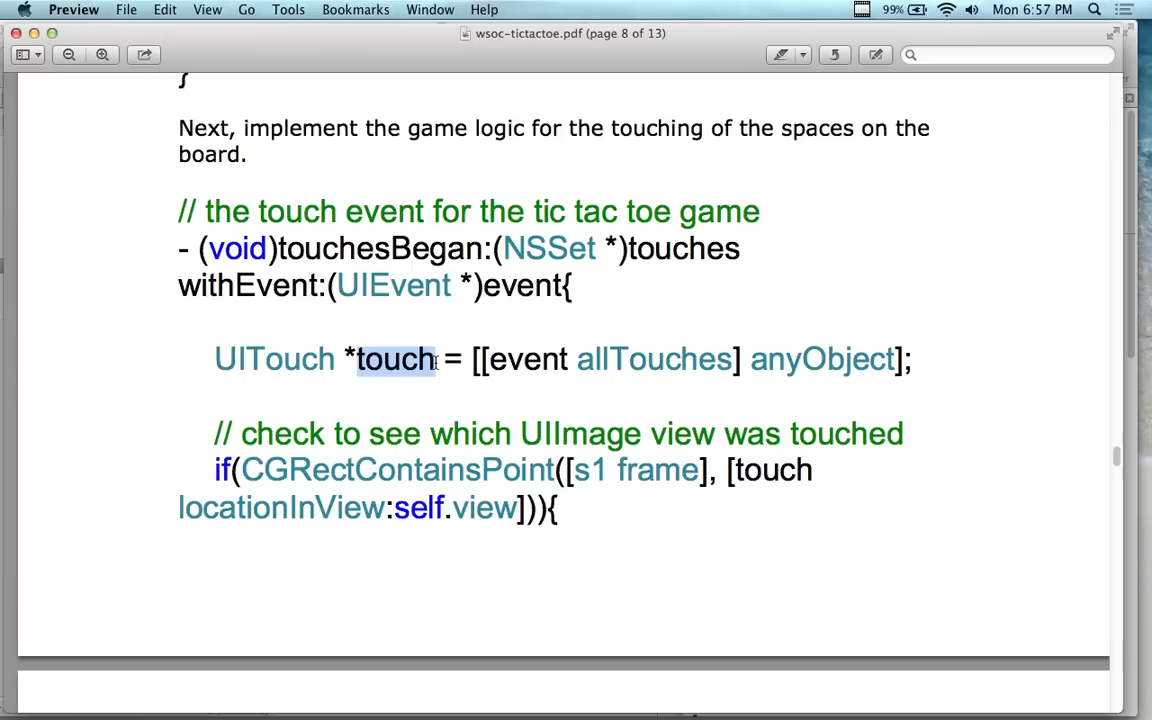 Preview File Edit View Go Tools Bookmarks Window Help 99% Mon 6:57 PM
wsoc-tictactoe.pdf (page 8 of 13)
}
Next, implement the game logic for the touching of the spaces on the
board.
// the touch event for the tic tac toe game
- (void)touchesBegan:(NSSet *)touches
withEvent:(UIEvent *)event{
UITouch *touch = [[event allTouches] anyObject];
// check to see which UIImage view was touched
if(CGRectContainsPoint([s1 frame], [touch
locationInView:self.view])){